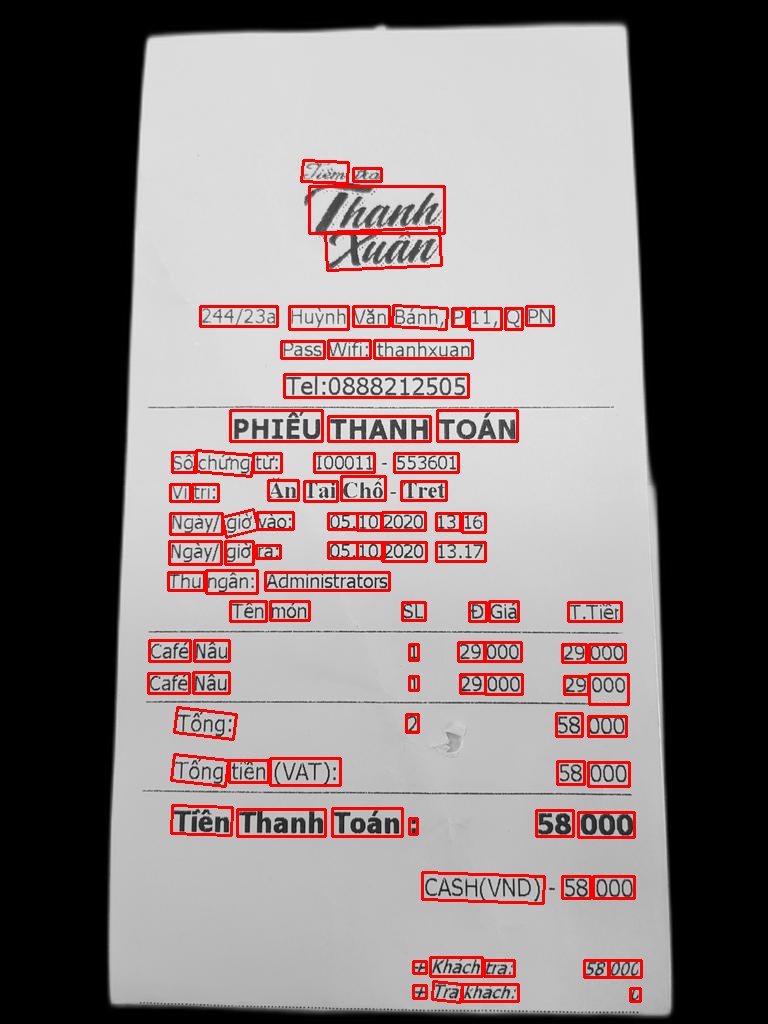 Tiệm trà
Thanh
Xuân
244/23a Huỳnh Văn Bánh, P 11, Q PN
Pass Wifi: thanhxuan
Tel:0888212505
PHIẾU THANH TOÁN
Số chứng từ: I00011 - 553601
Vị trí: Ăn Tai Chô - Tret
Ngày/ giờ vào: 05.10 2020 13 16
Ngày/ giờ ra: 05.10 2020 13.17
Thu ngân: Administrators
Tên món SL Đ Giá T.Tiền
Café Nâu 1 29 000 29 000
Café Nâu 1 29 000 29 000
Tổng: 2 58 000
Tổng tiền (VAT): 58 000
Tiền Thanh Toán : 58 000
CASH(VND) - 58 000
+ Khách trả: 58 000
+ Trả khách: 0